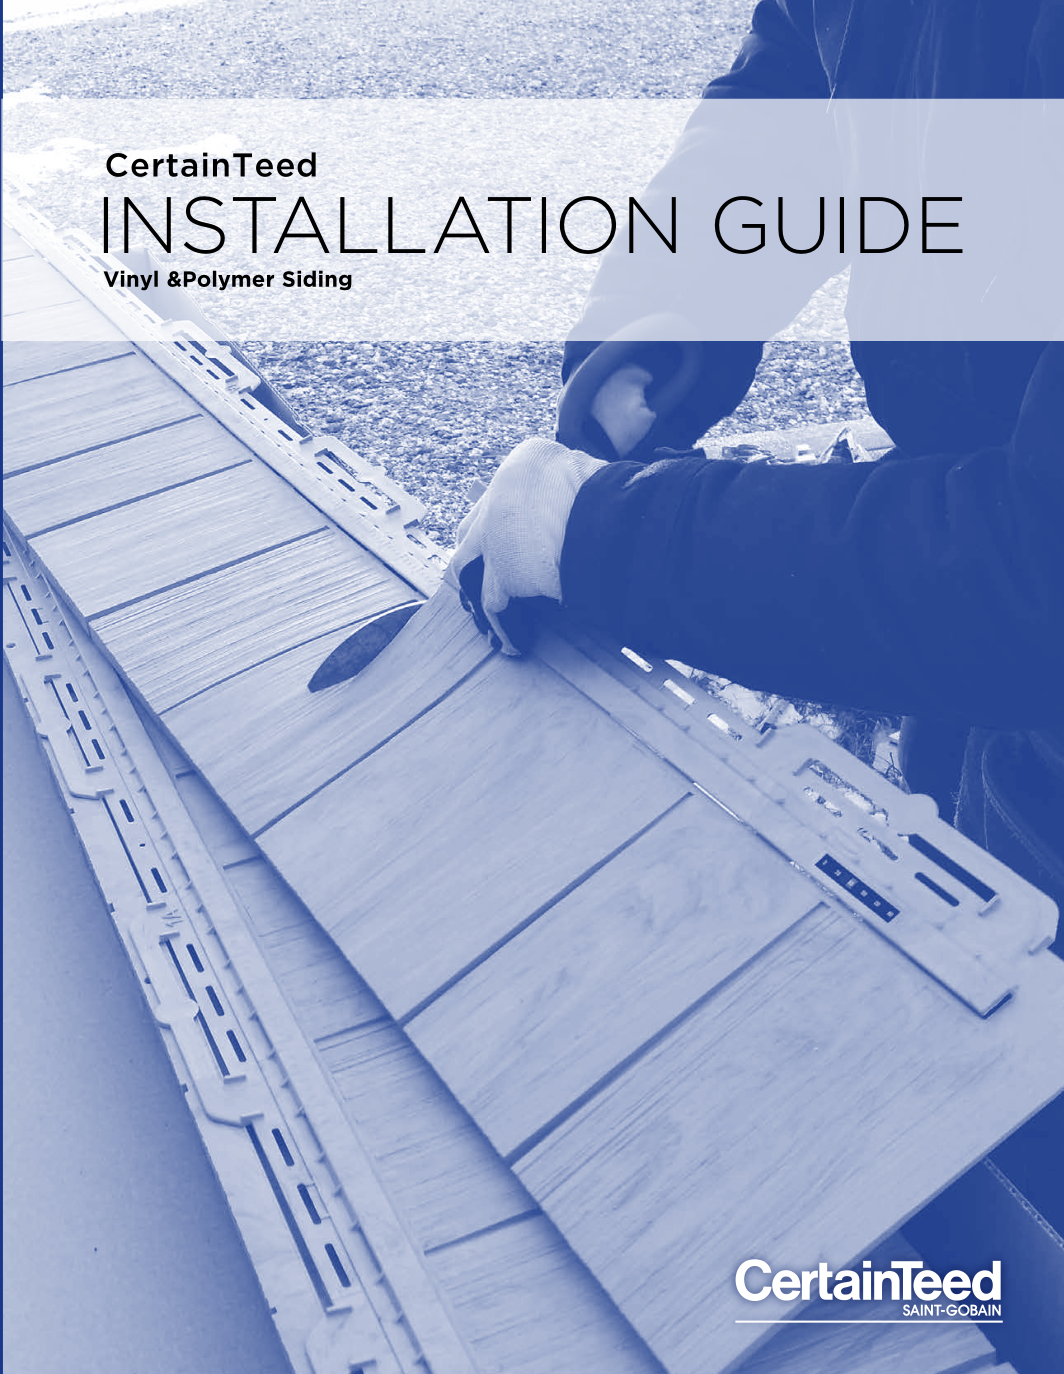 CertainTeed
INSTALLATION GUIDE
Vinyl &Polymer Siding
CertainTeed
SAINT-GOBAIN